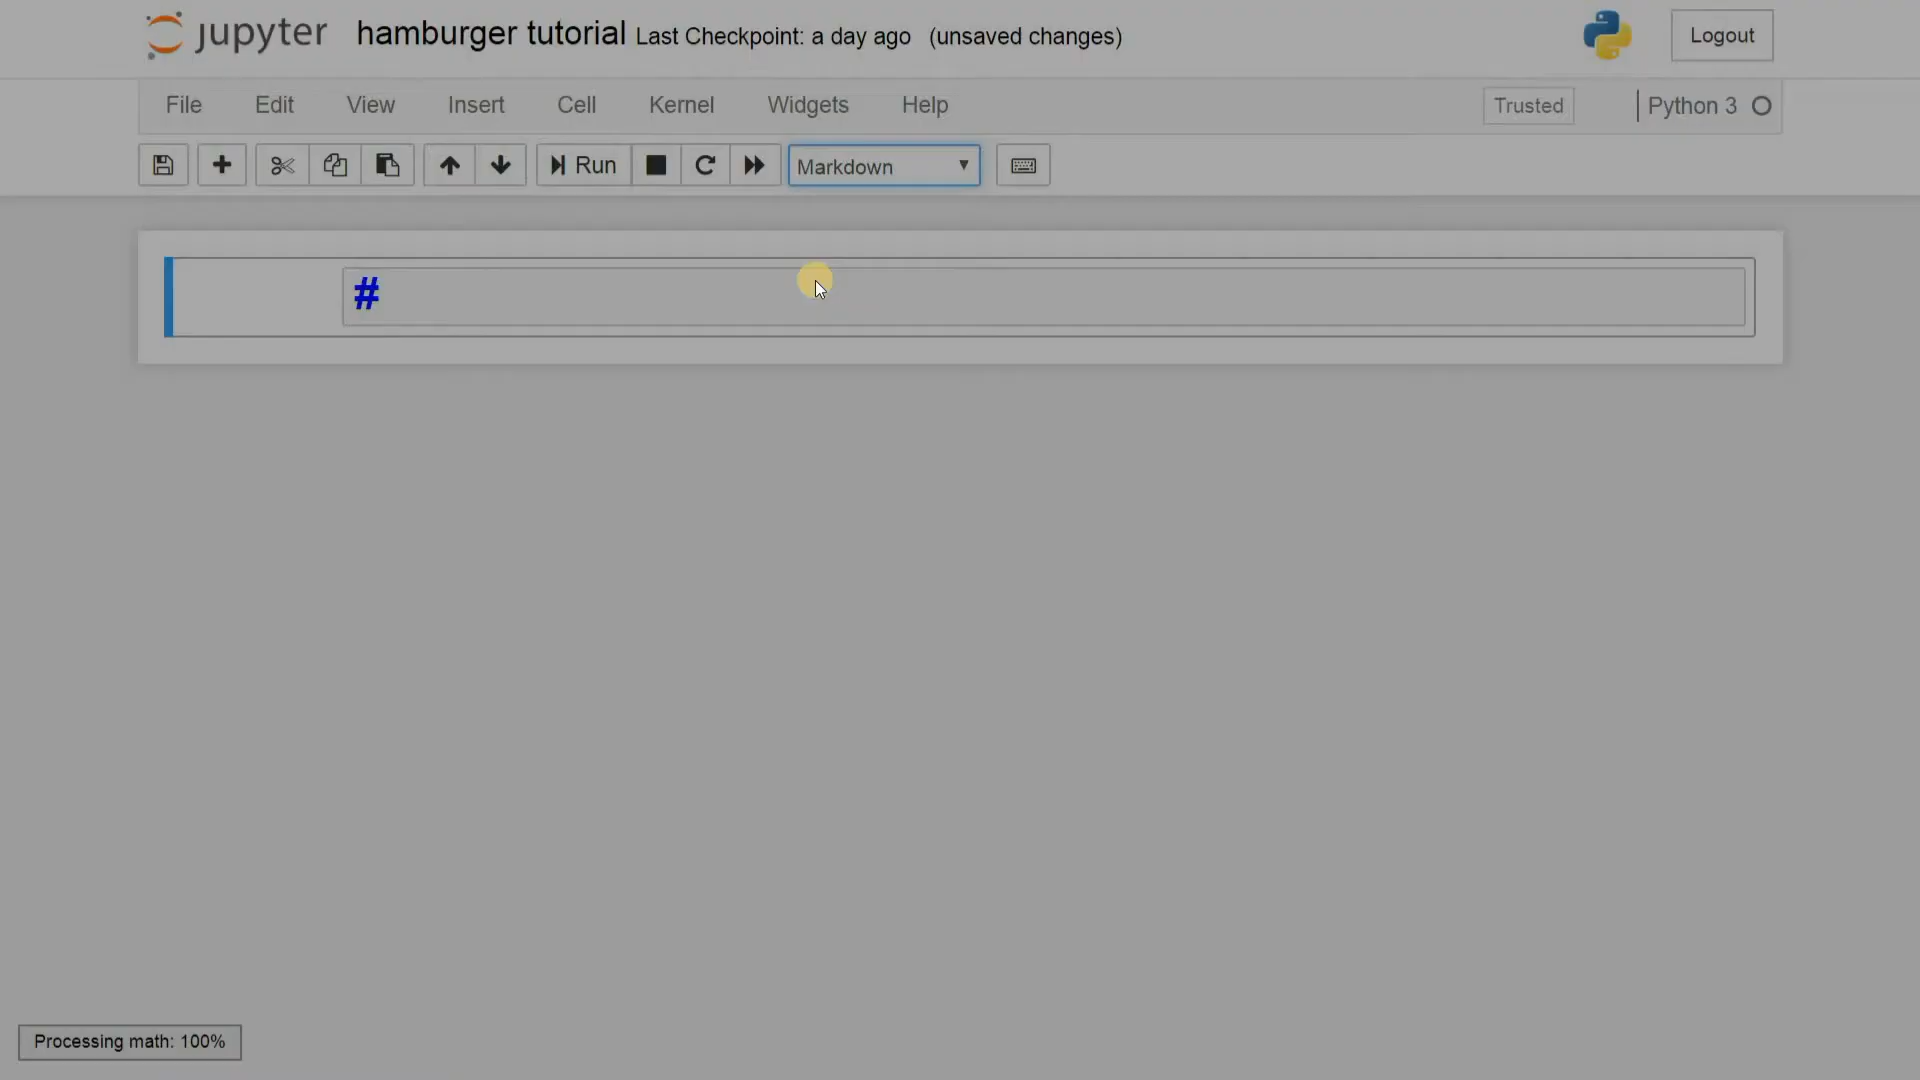 jupyter hamburger tutorial Last Checkpoint: a day ago (unsaved changes) Logout
File Edit View Insert Cell Kernel Widgets Help Trusted Python 3
Run Markdown
#
Processing math: 100%